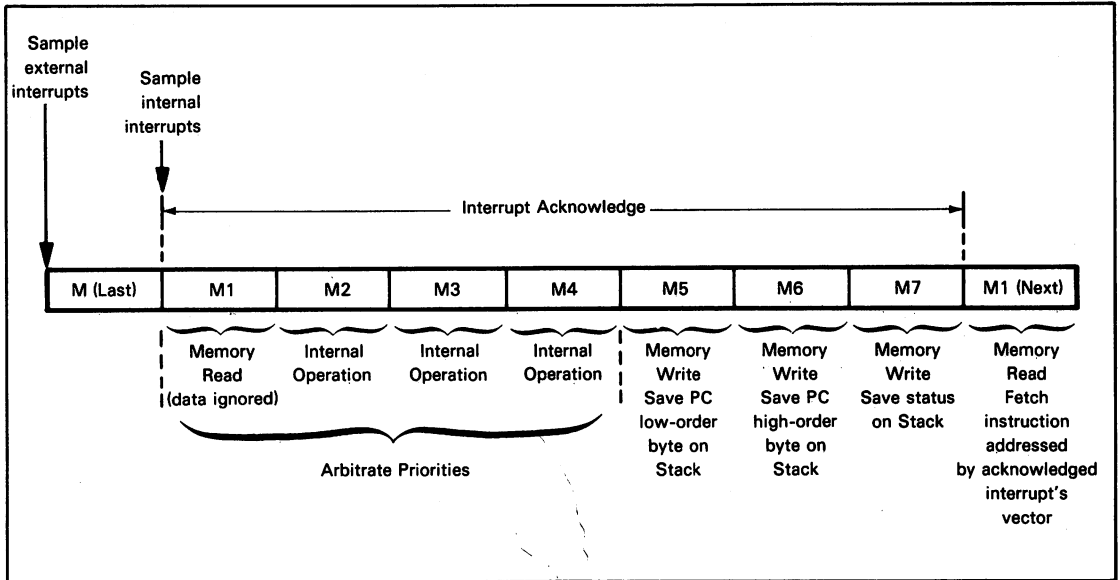 Sample
external
interrupts
Sample
internal
interrupts
Interrupt Acknowledge
M (Last)
M1
M2
M3
M4
M5
M6
M7
M1 (Next)
Memory
Read
(data ignored)
Internal
Operation
Internal
Operation
Internal
Operation
Memory
Write
Save PC
low-order
byte on
Stack
Memory
Write
Save PC
high-order
byte on
Stack
Memory
Write
Save status
on Stack
Memory
Read
Fetch
instruction
addressed
by acknowledged
interrupt's
vector
Arbitrate Priorities